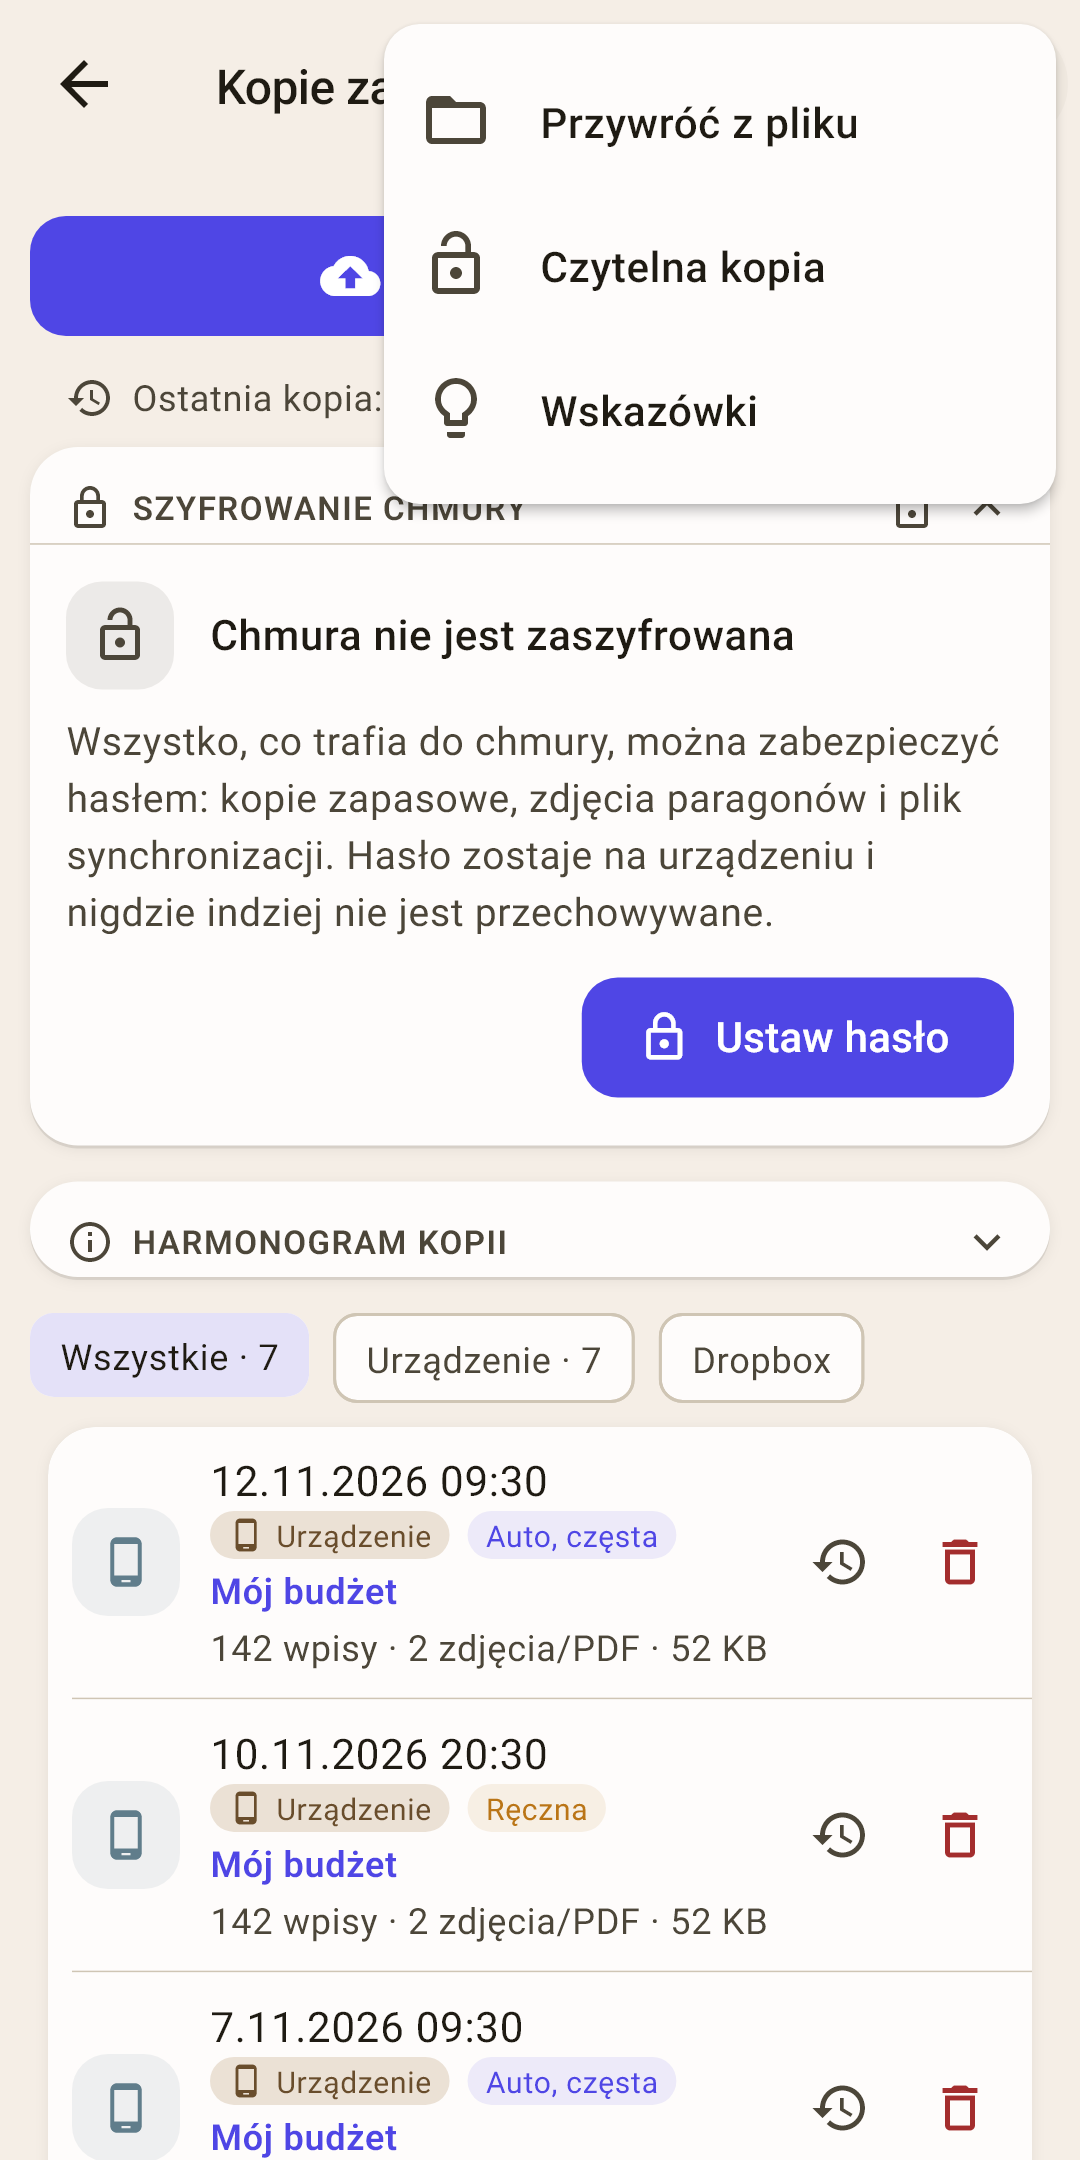 Kopie
Przywróć z pliku
Czytelna kopia
Wskazówki
Ostatnia kopia:
SZYFROWANIE CHMURY
Chmura nie jest zaszyfrowana
Wszystko, co trafia do chmury, można zabezpieczyć
hasłem: kopie zapasowe, zdjęcia paragonów i plik
synchronizacji. Hasło zostaje na urządzeniu i
nigdzie indziej nie jest przechowywane.
Ustaw hasło
HARMONOGRAM KOPII
Wszystkie · 7
Urządzenie · 7
Dropbox
12.11.2026 09:30
Urządzenie
Auto, częsta
Mój budżet
142 wpisy · 2 zdjęcia/PDF · 52 KB
10.11.2026 20:30
Urządzenie
Ręczna
Mój budżet
142 wpisy · 2 zdjęcia/PDF · 52 KB
7.11.2026 09:30
Urządzenie
Auto, częsta
Mój budżet